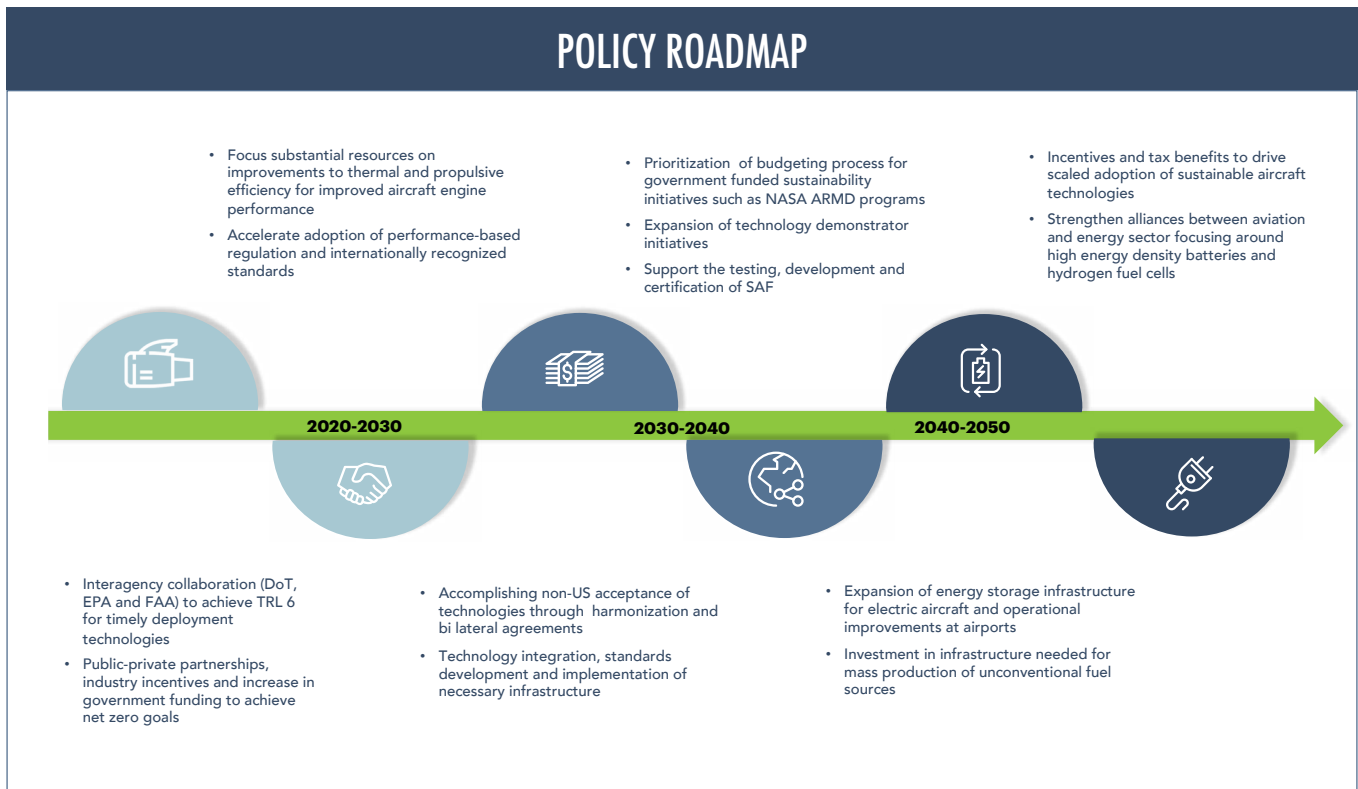 POLICY ROADMAP
• Focus substantial resources on
improvements to thermal and propulsive
efficiency for improved aircraft engine
performance
• Accelerate adoption of performance-based
regulation and internationally recognized
standards
• Prioritization of budgeting process for
government funded sustainability
initiatives such as NASA ARMD programs
• Expansion of technology demonstrator
initiatives
• Support the testing, development and
certification of SAF
• Incentives and tax benefits to drive
scaled adoption of sustainable aircraft
technologies
• Strengthen alliances between aviation
and energy sector focusing around
high energy density batteries and
hydrogen fuel cells
$
2020-2030
2030-2040
2040-2050
• Interagency collaboration (DoT,
EPA and FAA) to achieve TRL 6
for timely deployment
technologies
• Public-private partnerships,
industry incentives and increase in
government funding to achieve
net zero goals
• Accomplishing non-US acceptance of
technologies through harmonization and
bi lateral agreements
• Technology integration, standards
development and implementation of
necessary infrastructure
• Expansion of energy storage infrastructure
for electric aircraft and operational
improvements at airports
• Investment in infrastructure needed for
mass production of unconventional fuel
sources